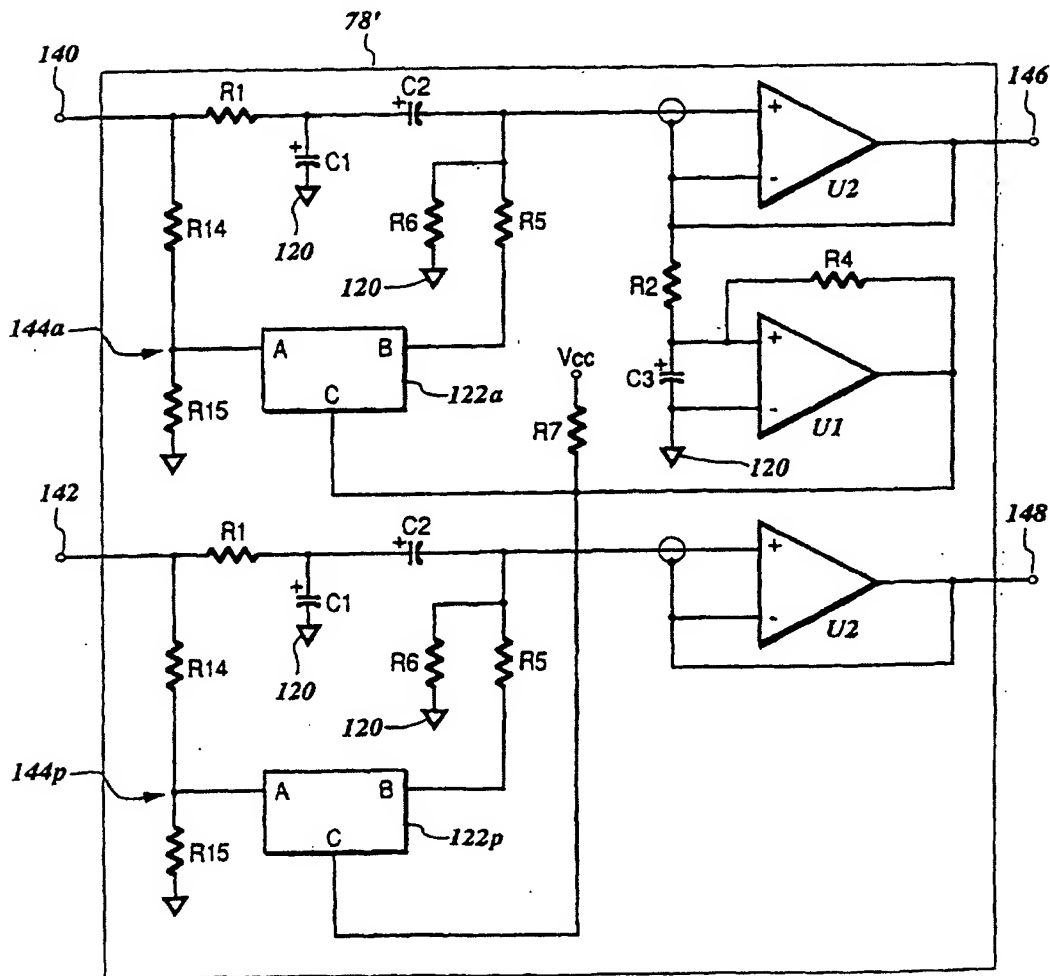 78'
140
146
R1
C2
+
+
-
U2
+
C1
120
R14
R6
R5
120
R2
R4
144a
A
B
C
122a
Vcc
+
C3
+
-
U1
R15
R7
120
142
148
R1
C2
+
+
-
U2
+
C1
120
R14
R6
R5
120
144p
A
B
C
122p
R15